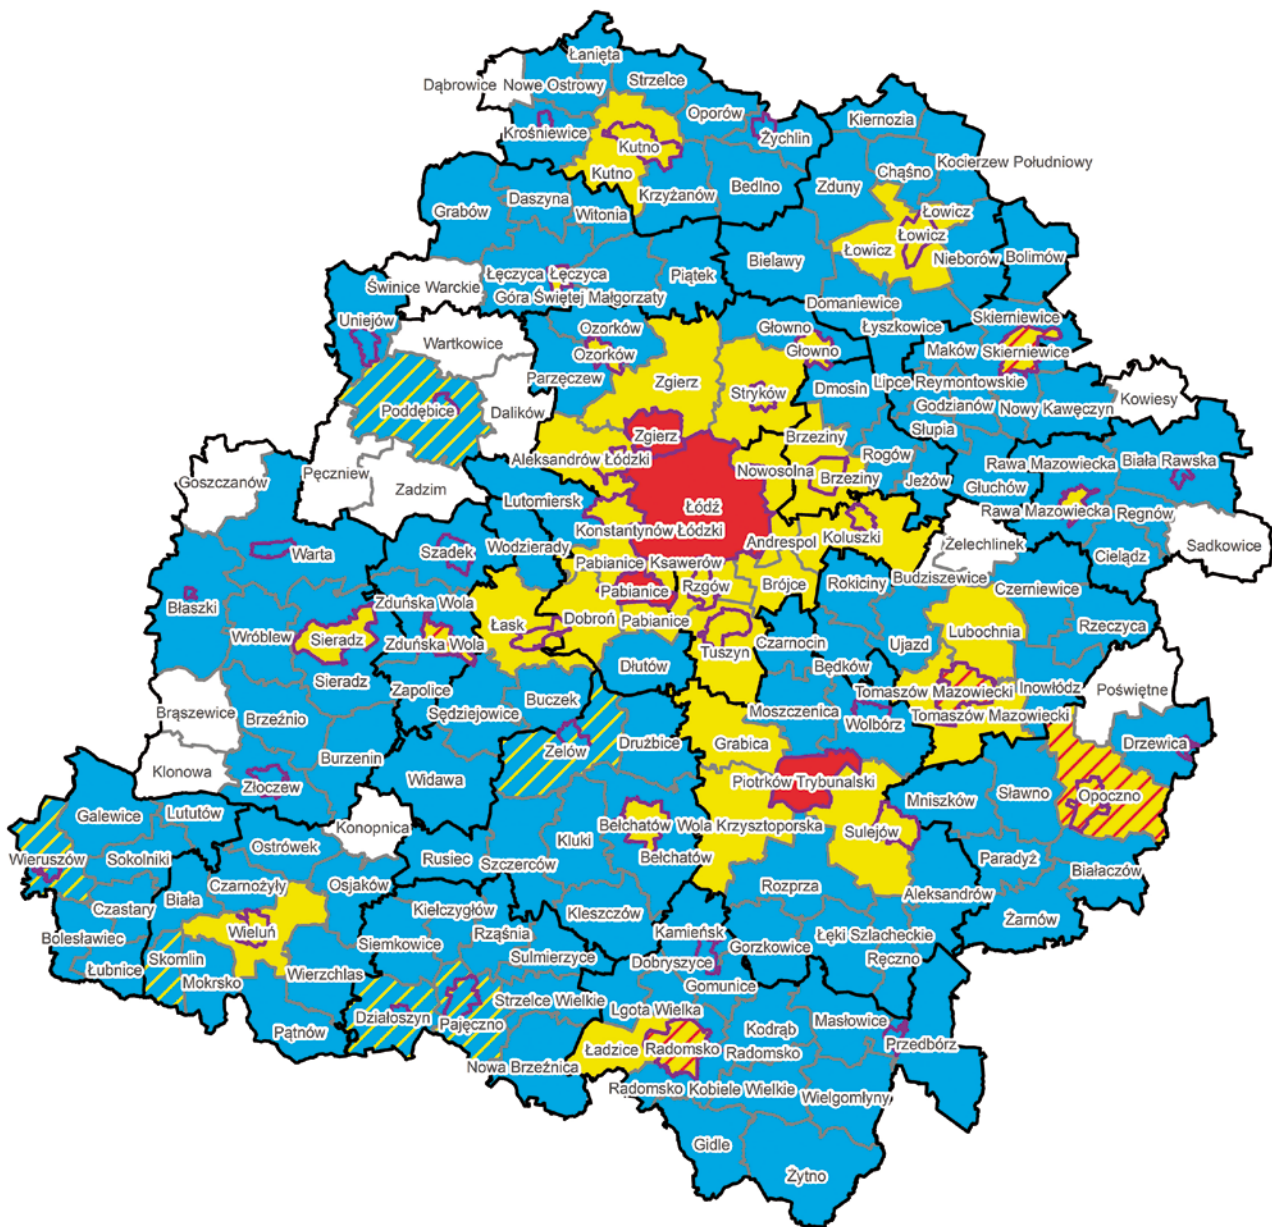 Łanięta
Dąbrowice
Nowe Ostrowy
Strzelce
Oporów
Kiernozia
Krośniewice
Kutno
Żychlin
Kocierzew Południowy
Kutno
Chąśno
Bedlno
Zduny
Krzyżanów
Daszyna
Witonia
Grabów
Łowicz
Łowicz
Łowicz
Bielawy
Nieborów
Bolimów
Łęczyca
Łęczyca
Piątek
Świnice Warckie
Góra Świętej Małgorzaty
Domaniewice
Uniejów
Ozorków
Głowno
Łyszkowice
Skierniewice
Wartkowice
Ozorków
Głowno
Maków
Skierniewice
Zgierz
Parzęczew
Stryków
Dmosin
Lipce Reymontowskie
Kowiesy
Poddębice
Dalików
Godzianów
Nowy Kawęczyn
Słupia
Zgierz
Brzeziny
Rogów
Aleksandrów Łódzki
Nowosolna
Rawa Mazowiecka
Biała Rawska
Goszczanów
Pęczniew
Brzeziny
Jeżów
Głuchów
Zadzim
Lutomiersk
Łódź
Rawa Mazowiecka
Regnów
Konstantynów Łódzki
Andrespol
Koluszki
Sadkowice
Warta
Szadek
Wodzierady
Żelechlinek
Cielądz
Pabianice
Ksawerów
Brójce
Rokiciny
Budziszewice
Czerniewice
Błaszki
Zduńska Wola
Pabianice
Rzgów
Wróblew
Sieradz
Zduńska Wola
Łask
Dobroń
Pabianice
Rzeczyca
Tuszyn
Czarnocin
Ujazd
Lubochnia
Dłutów
Będków
Sieradz
Zapolice
Buczek
Tomaszów Mazowiecki
Inowłódz
Poświętne
Brąszewice
Brzeźnio
Sędziejowice
Moszczenica
Wolbórz
Tomaszów Mazowiecki
Zelów
Drużbice
Grabica
Drzewica
Klonowa
Burzenin
Złoczew
Widawa
Piotrków Trybunalski
Sławno
Opoczno
Mniszków
Galewice
Lututów
Konopnica
Bełchatów
Wola Krzysztoporska
Sulejów
Ostrówek
Kluki
Wieruszów
Sokolniki
Rusiec
Szczerców
Bełchatów
Paradyż
Białaczów
Czarnożyły
Osjaków
Rozprza
Aleksandrów
Biała
Czastary
Kiełczygłów
Kleszczów
Żarnów
Wieluń
Rząśnia
Kamieńsk
Łęki Szlacheckie
Bolesławiec
Siemkowice
Gorzkowice
Skomlin
Sulmierzyce
Dobryszyce
Ręczno
Łubnice
Mokrsko
Wierzchlas
Gomunice
Strzelce Wielkie
Lgota Wielka
Działoszyn
Pajęczno
Kodrąb
Masłowice
Pątnów
Ładzice
Radomsko
Radomsko
Przedbórz
Nowa Brzeźnica
Radomsko
Kobiele Wielkie
Wielgomłyny
Gidle
Żytno